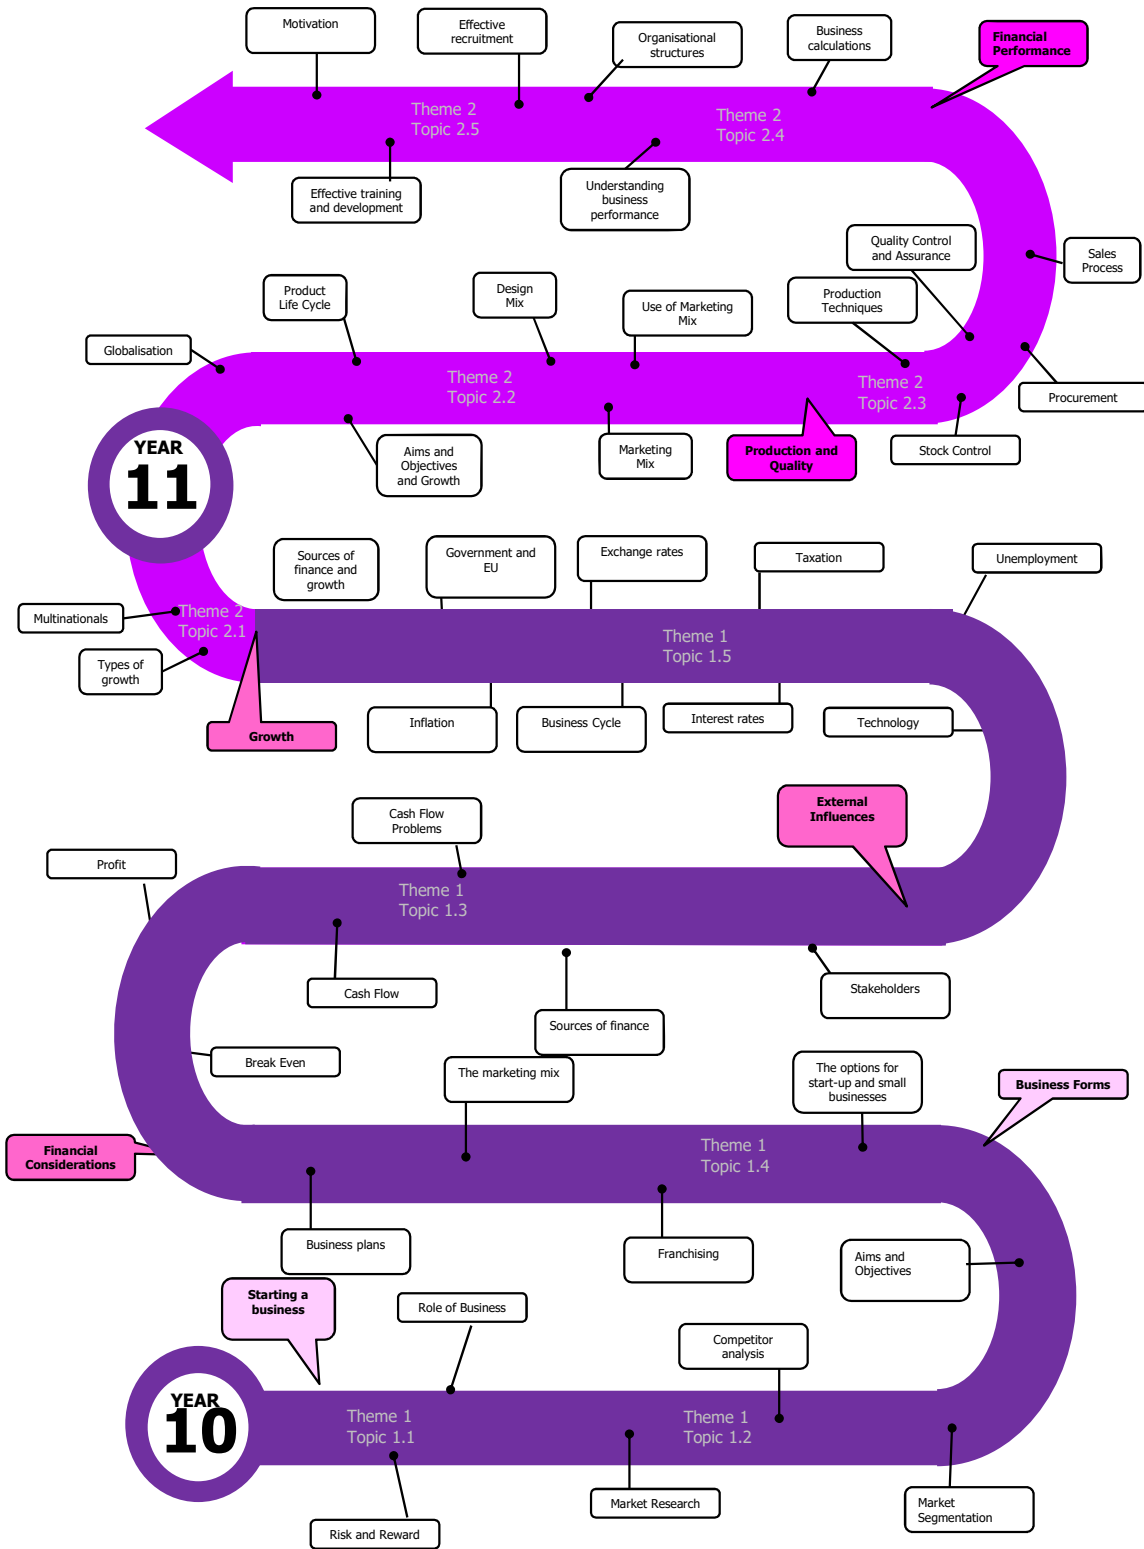 Motivation
Effective
recruitment
Organisational
structures
Business
calculations
Financial
Performance
Theme 2
Topic 2.5
Theme 2
Topic 2.4
Effective training
and development
Understanding
business
performance
Quality Control
and Assurance
Sales
Process
Product
Life Cycle
Design
Mix
Use of Marketing
Mix
Production
Techniques
Globalisation
Theme 2
Topic 2.2
Theme 2
Topic 2.3
Procurement
YEAR
11
Aims and
Objectives
and Growth
Marketing
Mix
Production and
Quality
Stock Control
Sources of
finance and
growth
Government and
EU
Exchange rates
Taxation
Unemployment
Multinationals
Theme 2
Topic 2.1
Theme 1
Topic 1.5
Types of
growth
Growth
Inflation
Business Cycle
Interest rates
Technology
External
Influences
Cash Flow
Problems
Profit
Theme 1
Topic 1.3
Cash Flow
Sources of finance
Stakeholders
Break Even
The marketing mix
The options for
start-up and small
businesses
Business Forms
Financial
Considerations
Theme 1
Topic 1.4
Business plans
Franchising
Aims and
Objectives
Starting a
business
Role of Business
Competitor
analysis
YEAR
10
Theme 1
Topic 1.1
Theme 1
Topic 1.2
Risk and Reward
Market Research
Market
Segmentation